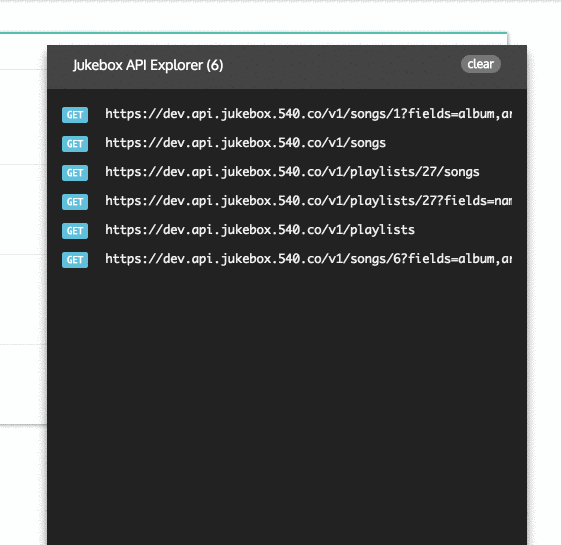 Jukebox API Explorer (6) clear
GET https://dev.api.jukebox.540.co/v1/songs/1?fields=album,ar
GET https://dev.api.jukebox.540.co/v1/songs
GET https://dev.api.jukebox.540.co/v1/playlists/27/songs
GET https://dev.api.jukebox.540.co/v1/playlists/27?fields=nam
GET https://dev.api.jukebox.540.co/v1/playlists
GET https://dev.api.jukebox.540.co/v1/songs/6?fields=album,ar